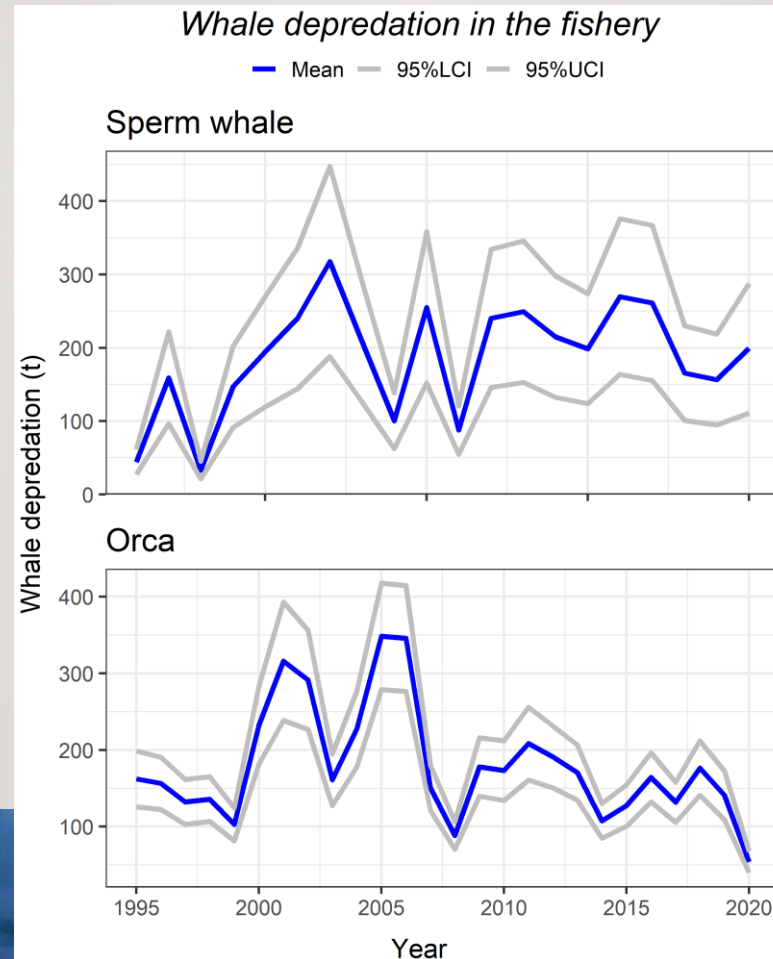 Whale depredation in the fishery
Mean 95%LCI 95%UCI
Sperm whale
400
300
200
100
0
Whale depredation (t)
Orca
400
300
200
100
1995 2000 2005 2010 2015 2020
Year